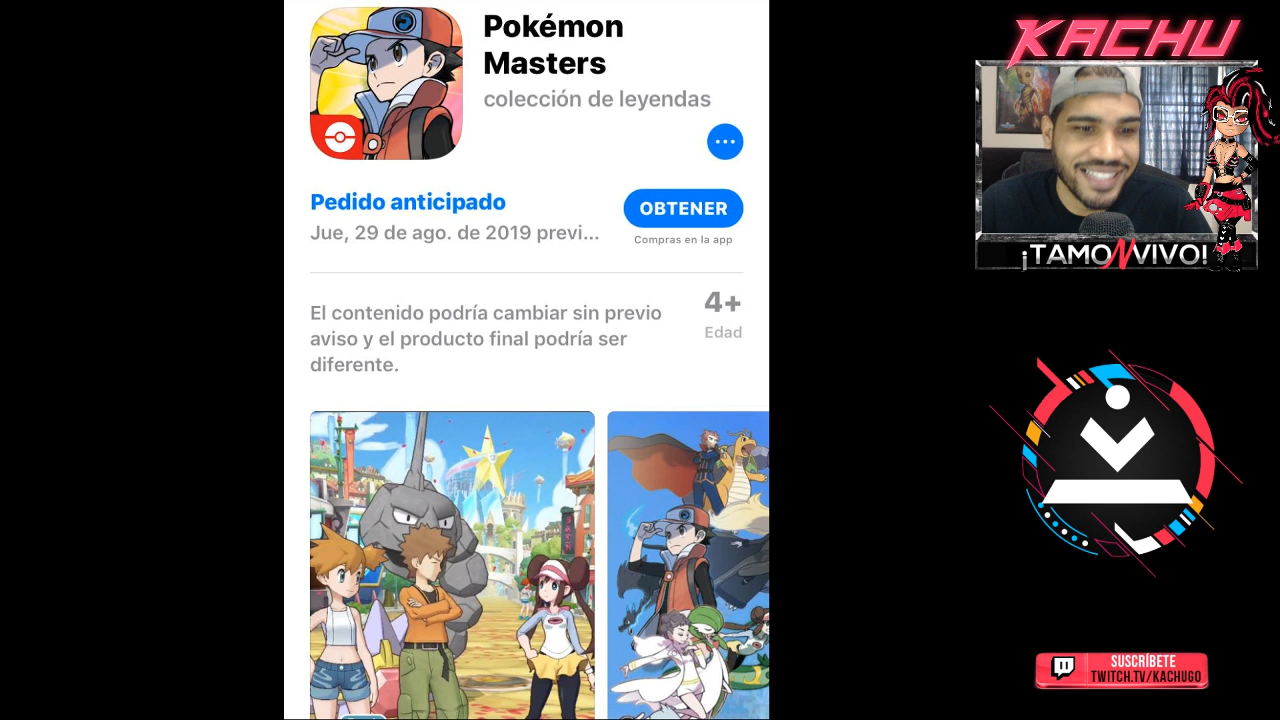 Pokémon
Masters
colección de leyendas
Pedido anticipado
OBTENER
Jue, 29 de ago. de 2019 previ...
Compras en la app
El contenido podría cambiar sin previo
aviso y el producto final podría ser
diferente.
4+
Edad
KACHU
¡TAMONVIVO!
SUSCRÍBETE
TWITCH.TV/KACHUGO